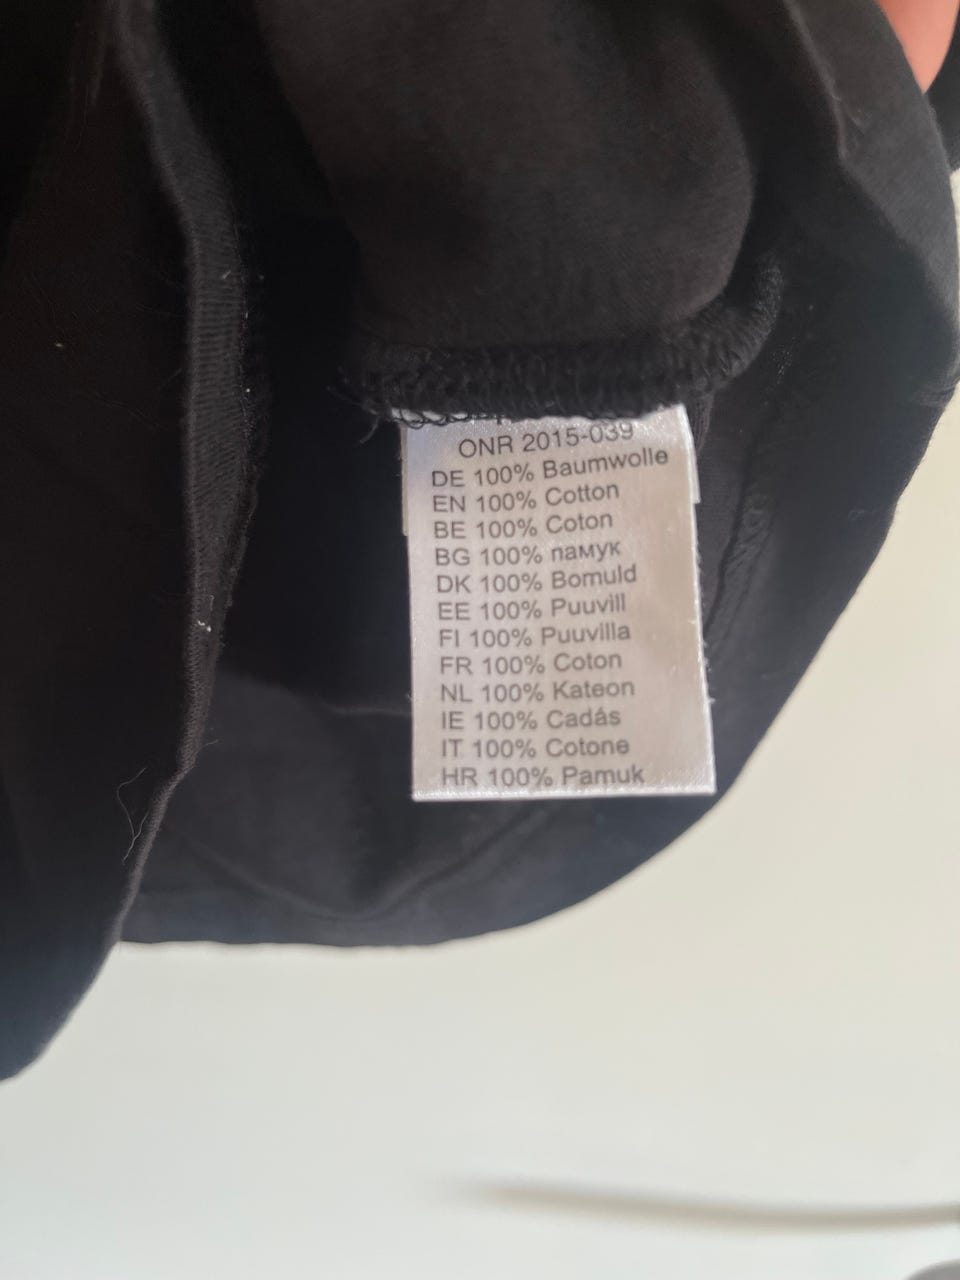 ONR 2015-039
DE 100% Baumwolle
EN 100% Cotton
BE 100% Coton
BG 100% памук
DK 100% Bomuld
EE 100% Puuvill
FI 100% Puuvilla
FR 100% Coton
NL 100% Kateon
IE 100% Cadás
IT 100% Cotone
HR 100% Pamuk